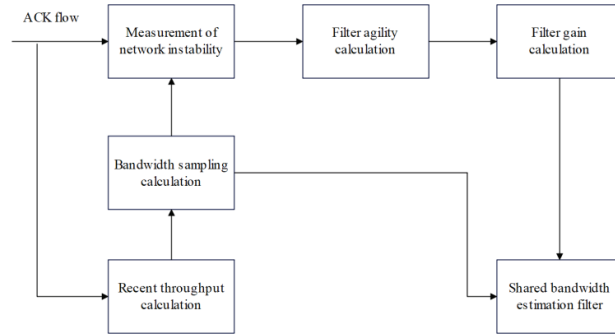 ACK flow
Measurement of
network instability
Filter agility
calculation
Filter gain
calculation
Bandwidth sampling
calculation
Recent throughput
calculation
Shared bandwidth
estimation filter